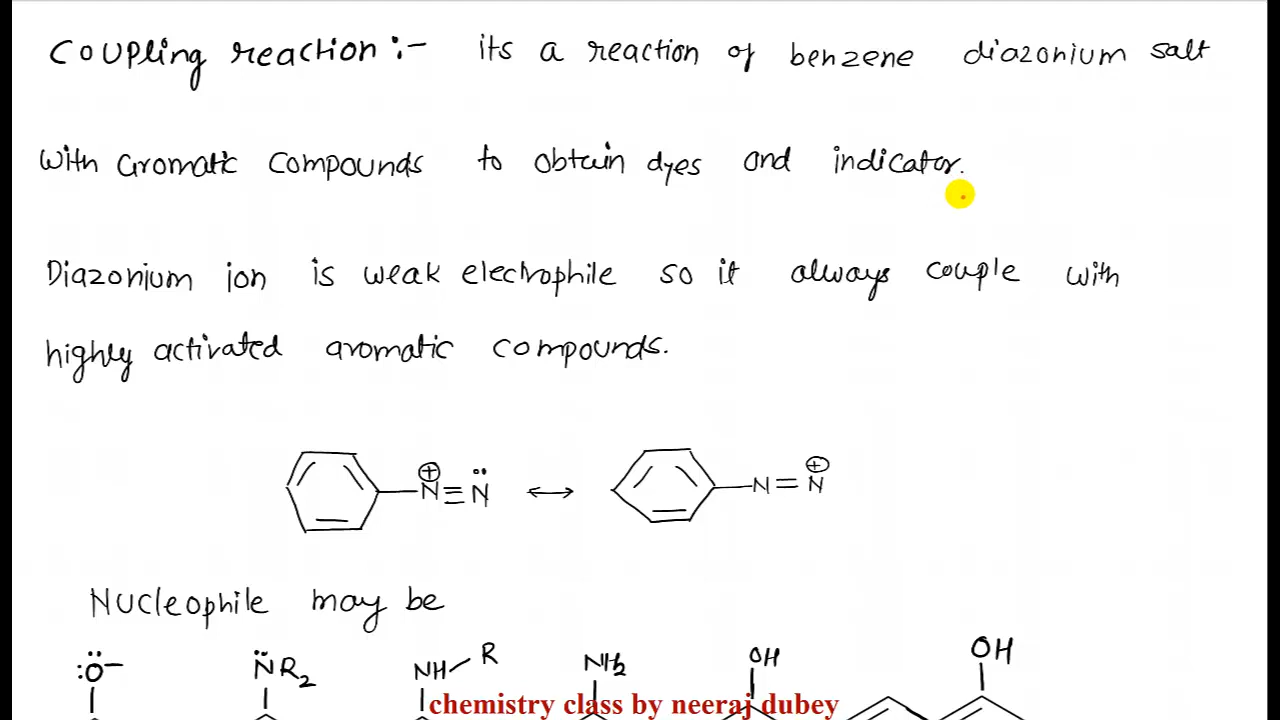 Coupling reaction :- its a reaction of benzene diazonium salt
with aromatic compounds to obtain dyes and indicator.
Diazonium ion is weak electrophile so it always couple with
highly activated aromatic compounds.
⊕N≡N̈ ↔ N=N⊕
Nucleophile may be
:Ö− N̈R₂ NH-R NH₂ OH OH
chemistry class by neeraj dubey